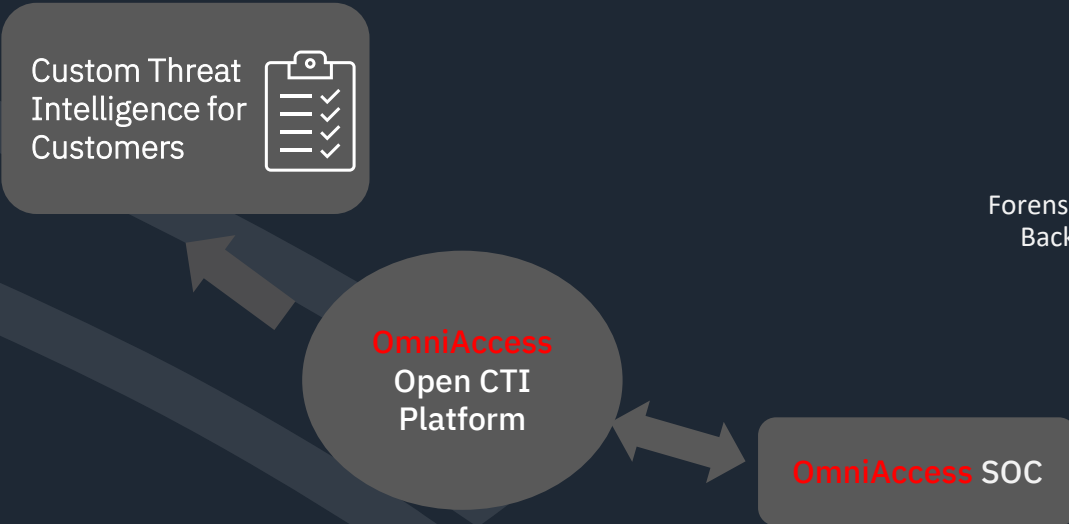 Custom Threat
Intelligence for
Customers
OmniAccess
Open CTI
Platform
OmniAccess SOC